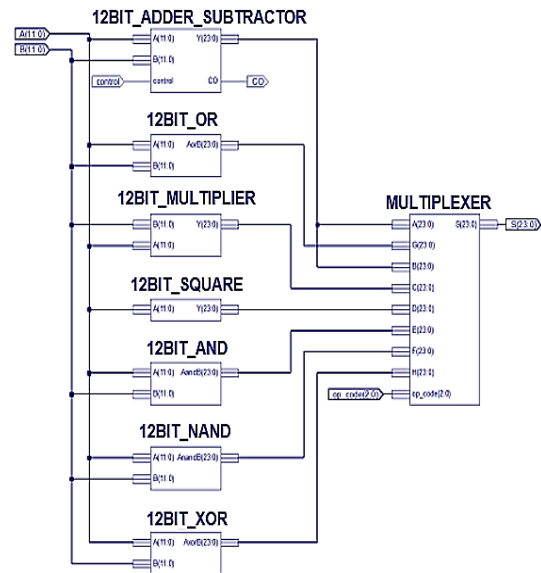 12BIT_ADDER_SUBTRACTOR
A(11:0)
B(11:0)
A(11:0) Y(23:0)
B(11:0)
control
control CO
CO
12BIT_OR
A(11:0) AorB(23:0)
B(11:0)
12BIT_MULTIPLIER
B(11:0) Y(23:0)
A(11:0)
12BIT_SQUARE
A(11:0) Y(23:0)
12BIT_AND
A(11:0) AandB(23:0)
B(11:0)
12BIT_NAND
A(11:0) AnandB(23:0)
B(11:0)
12BIT_XOR
A(11:0) AxorB(23:0)
B(11:0)
MULTIPLEXER
A(23:0) S(23:0)
S(23:0)
G(23:0)
B(23:0)
C(23:0)
D(23:0)
E(23:0)
F(23:0)
H(23:0)
op_code(2:0)
op_code(2:0)